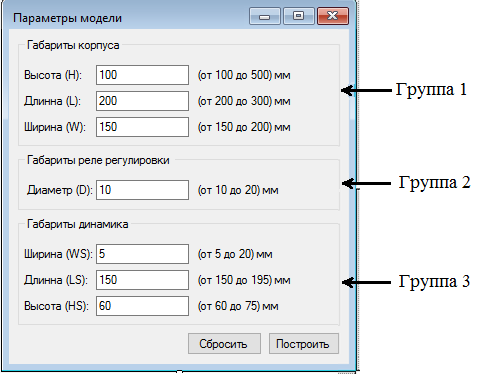 Параметры модели
Габариты корпуса
Высота (H): 100 (от 100 до 500) мм
Группа 1
Длинна (L): 200 (от 200 до 300) мм
Ширина (W): 150 (от 150 до 200) мм
Габариты реле регулировки
Диаметр (D): 10 (от 10 до 20) мм
Группа 2
Габариты динамика
Ширина (WS): 5 (от 5 до 20) мм
Длинна (LS): 150 (от 150 до 195) мм
Группа 3
Высота (HS): 60 (от 60 до 75) мм
Сбросить Построить